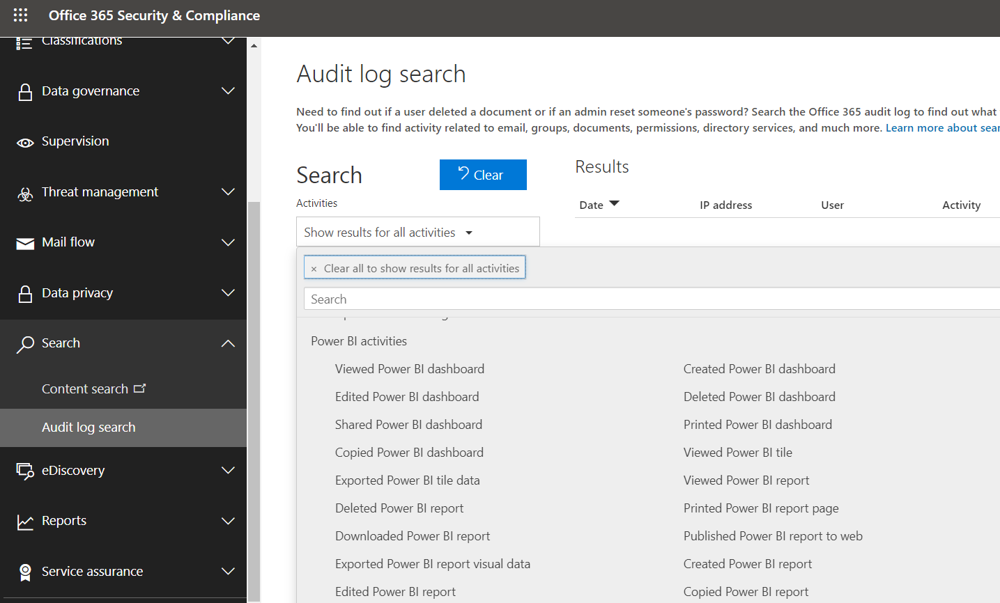 Office 365 Security & Compliance
Classifications
Data governance
Supervision
Threat management
Mail flow
Data privacy
Search
Content search
Audit log search
eDiscovery
Reports
Service assurance
Audit log search
Need to find out if a user deleted a document or if an admin reset someone's password? Search the Office 365 audit log to find out what
You'll be able to find activity related to email, groups, documents, permissions, directory services, and much more. Learn more about
Search
Clear
Activities
Show results for all activities
× Clear all to show results for all activities
Search
Results
Date
IP address
User
Activity
Power BI activities
Viewed Power BI dashboard
Created Power BI dashboard
Edited Power BI dashboard
Deleted Power BI dashboard
Shared Power BI dashboard
Printed Power BI dashboard
Copied Power BI dashboard
Viewed Power BI tile
Exported Power BI tile data
Viewed Power BI report
Deleted Power BI report
Printed Power BI report page
Downloaded Power BI report
Published Power BI report to web
Exported Power BI report visual data
Created Power BI report
Edited Power BI report
Copied Power BI report